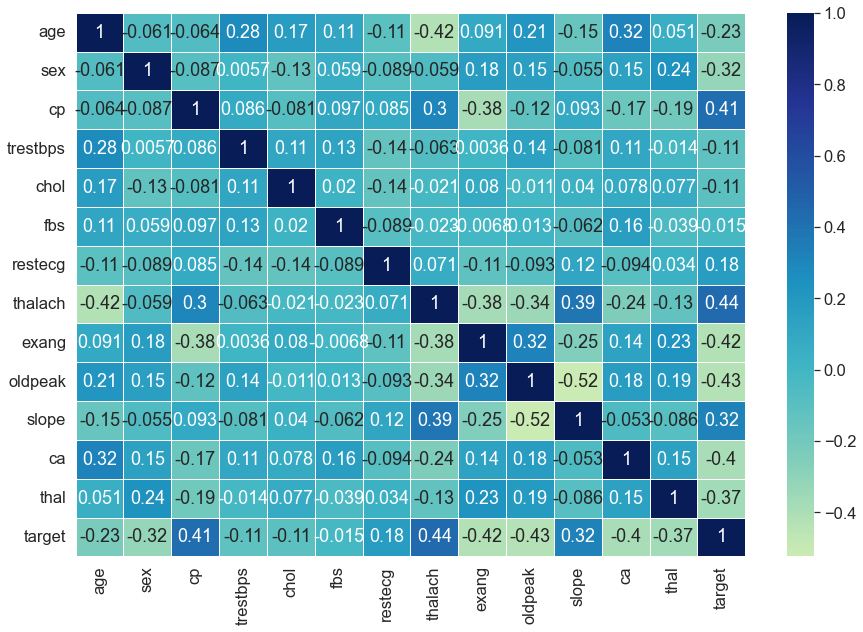 age 1 -0.061 -0.064 0.28 0.17 0.11 -0.11 -0.42 0.091 0.21 -0.15 0.32 0.051 -0.23
sex -0.061 1 -0.087 0.0057 -0.13 0.059 -0.089 -0.059 0.18 0.15 -0.055 0.15 0.24 -0.32
cp -0.064 -0.087 1 0.086 -0.081 0.097 0.085 0.3 -0.38 -0.12 0.093 -0.17 -0.19 0.41
trestbps 0.28 0.0057 0.086 1 0.11 0.13 -0.14 -0.063 0.0036 0.14 -0.081 0.11 -0.014 -0.11
chol 0.17 -0.13 -0.081 0.11 1 0.02 -0.14 -0.021 0.08 -0.011 0.04 0.078 0.077 -0.11
fbs 0.11 0.059 0.097 0.13 0.02 1 -0.089 -0.023 -0.0068 0.013 -0.062 0.16 -0.039 -0.015
restecg -0.11 -0.089 0.085 -0.14 -0.14 -0.089 1 0.071 -0.11 -0.093 0.12 -0.094 0.034 0.18
thalach -0.42 -0.059 0.3 -0.063 -0.021 -0.023 0.071 1 -0.38 -0.34 0.39 -0.24 -0.13 0.44
exang 0.091 0.18 -0.38 0.0036 0.08 -0.0068 -0.11 -0.38 1 0.32 -0.25 0.14 0.23 -0.42
oldpeak 0.21 0.15 -0.12 0.14 -0.011 0.013 -0.093 -0.34 0.32 1 -0.52 0.18 0.19 -0.43
slope -0.15 -0.055 0.093 -0.081 0.04 -0.062 0.12 0.39 -0.25 -0.52 1 -0.053 -0.086 0.32
ca 0.32 0.15 -0.17 0.11 0.078 0.16 -0.094 -0.24 0.14 0.18 -0.053 1 0.15 -0.4
thal 0.051 0.24 -0.19 -0.014 0.077 -0.039 0.034 -0.13 0.23 0.19 -0.086 0.15 1 -0.37
target -0.23 -0.32 0.41 -0.11 -0.11 -0.015 0.18 0.44 -0.42 -0.43 0.32 -0.4 -0.37 1
age sex cp trestbps chol fbs restecg thalach exang oldpeak slope ca thal target
1.0
0.8
0.6
0.4
0.2
0.0
-0.2
-0.4